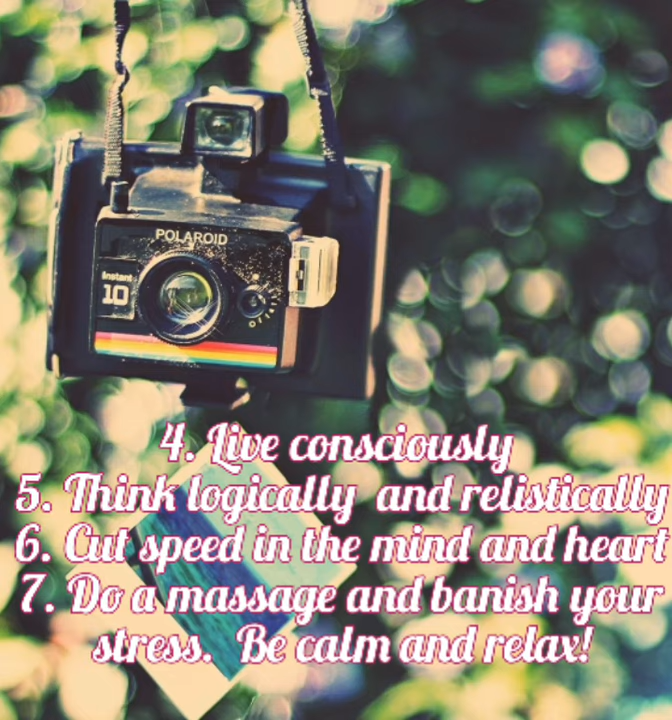 POLAROID
Instant
10
4. Live consciously
5. Think logically  and relistically
6. Cut speed in the mind and heart
7. Do a massage and banish your
stress.  Be calm and relax!